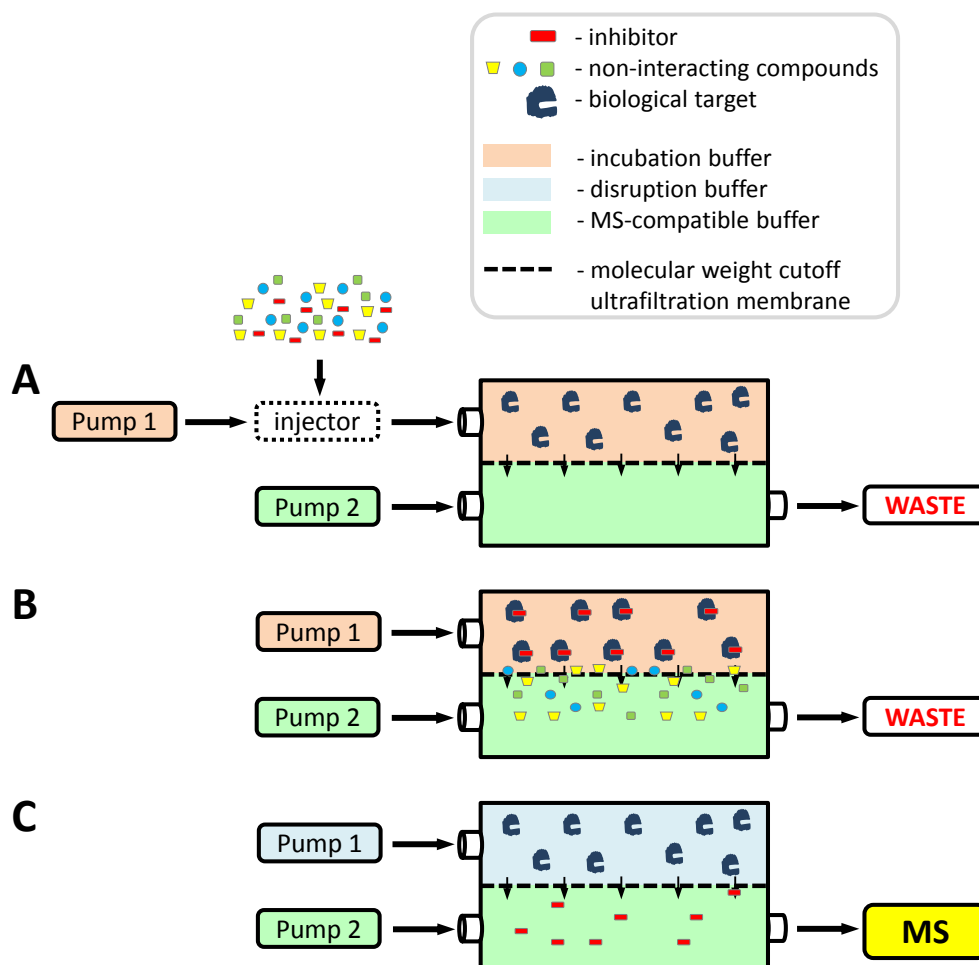 - inhibitor
- non-interacting compounds
- biological target
- incubation buffer
- disruption buffer
- MS-compatible buffer
- molecular weight cutoff
ultrafiltration membrane
A
Pump 1
injector
Pump 2
WASTE
B
Pump 1
Pump 2
WASTE
C
Pump 1
Pump 2
MS